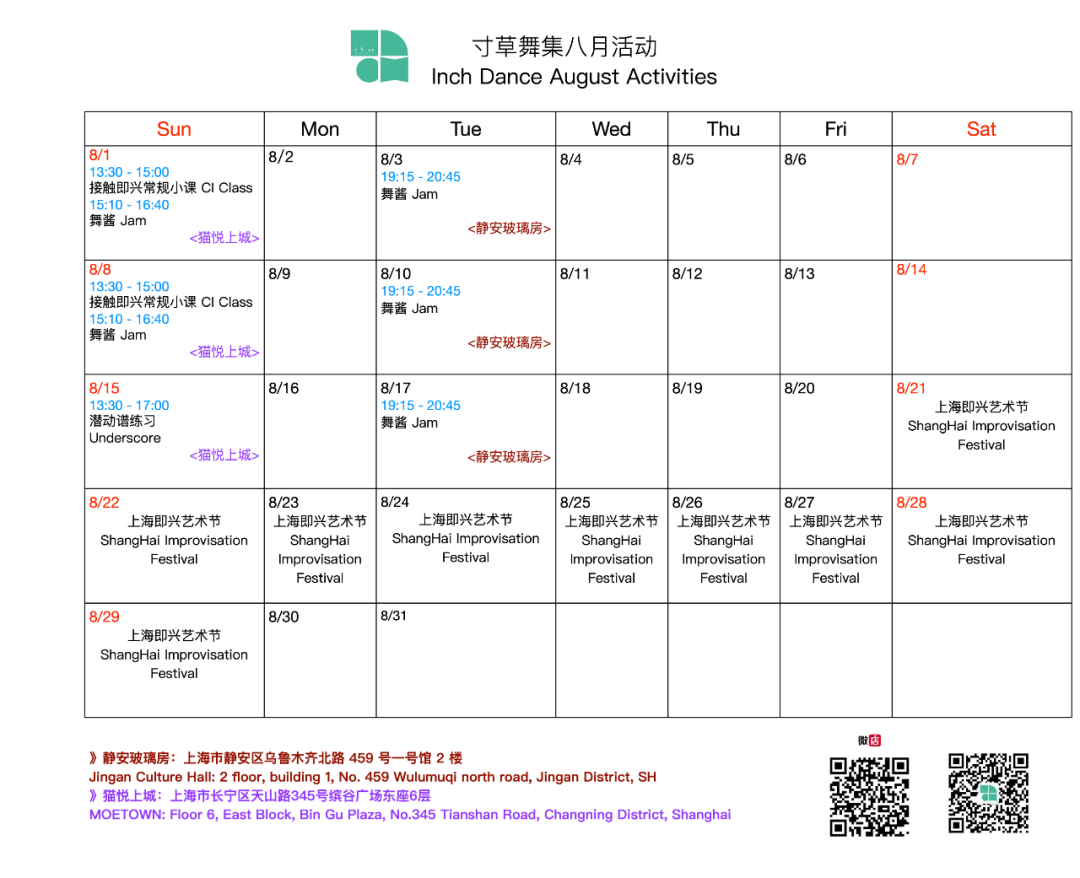 寸草舞集八月活动
Inch Dance August Activities
Sun Mon Tue Wed Thu Fri Sat
8/1
13:30 - 15:00
接触即兴常规小课 CI Class
15:10 - 16:40
舞酱 Jam
<猫悦上城>
8/2
8/3
19:15 - 20:45
舞酱 Jam
<静安玻璃房>
8/4
8/5
8/6
8/7
8/8
13:30 - 15:00
接触即兴常规小课 CI Class
15:10 - 16:40
舞酱 Jam
<猫悦上城>
8/9
8/10
19:15 - 20:45
舞酱 Jam
<静安玻璃房>
8/11
8/12
8/13
8/14
8/15
13:30 - 17:00
潜动谱练习
Underscore
<猫悦上城>
8/16
8/17
19:15 - 20:45
舞酱 Jam
<静安玻璃房>
8/18
8/19
8/20
8/21
上海即兴艺术节
ShangHai Improvisation
Festival
8/22
上海即兴艺术节
ShangHai Improvisation
Festival
8/23
上海即兴艺术节
ShangHai
Improvisation
Festival
8/24
上海即兴艺术节
ShangHai Improvisation
Festival
8/25
上海即兴艺术节
ShangHai
Improvisation
Festival
8/26
上海即兴艺术节
ShangHai
Improvisation
Festival
8/27
上海即兴艺术节
ShangHai
Improvisation
Festival
8/28
上海即兴艺术节
ShangHai Improvisation
Festival
8/29
上海即兴艺术节
ShangHai Improvisation
Festival
8/30
8/31
》静安玻璃房：上海市静安区乌鲁木齐北路 459 号一号馆 2 楼
Jingan Culture Hall: 2 floor, building 1, No. 459 Wulumuqi north road, Jingan District, SH
》猫悦上城：上海市长宁区天山路345号缤谷广场东座6层
MOETOWN: Floor 6, East Block, Bin Gu Plaza, No.345 Tianshan Road, Changning District, Shanghai
微店